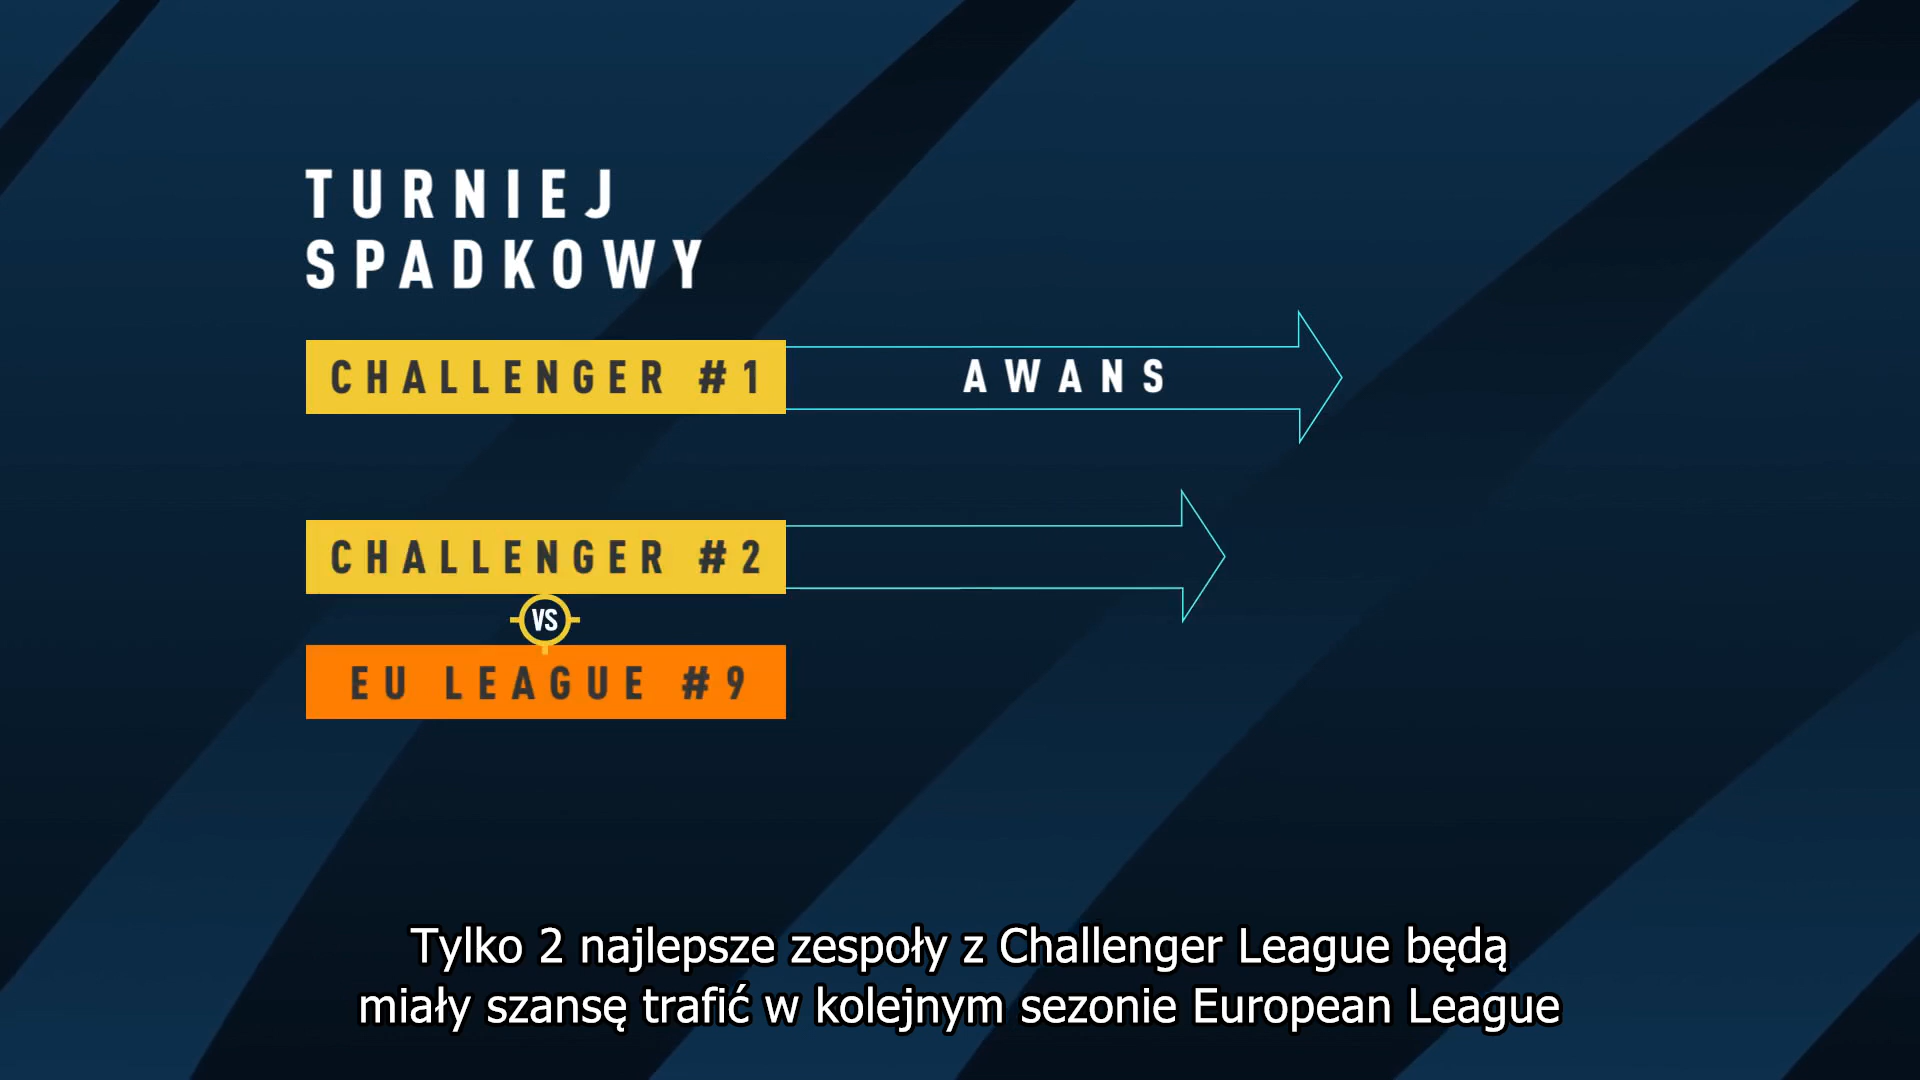 TURNIEJ
SPADKOWY
CHALLENGER #1
AWANS
CHALLENGER #2
VS
EU LEAGUE #9
Tylko 2 najlepsze zespoły z Challenger League będą
miały szansę trafić w kolejnym sezonie European League